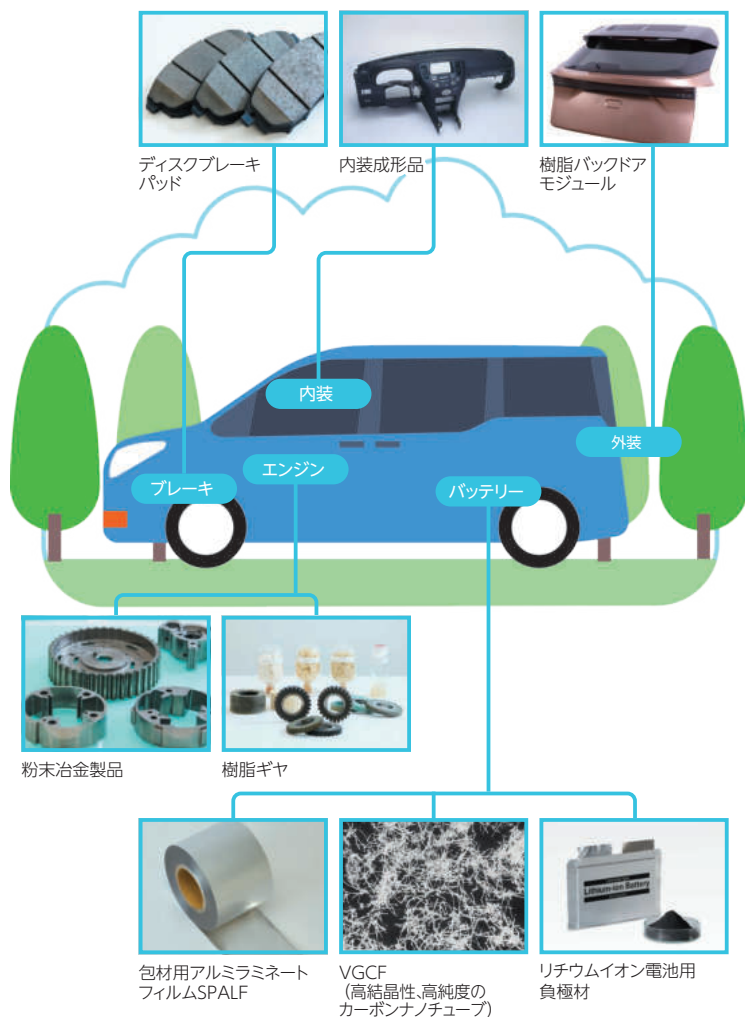 ディスクブレーキ
パッド
内装成形品
樹脂バックドア
モジュール
内装
外装
エンジン
ブレーキ
バッテリー
粉末冶金製品
樹脂ギヤ
Lithium-ion Battery
包材用アルミラミネート
フィルムSPALF
VGCF
(高結晶性、高純度の
カーボンナノチューブ)
リチウムイオン電池用
負極材